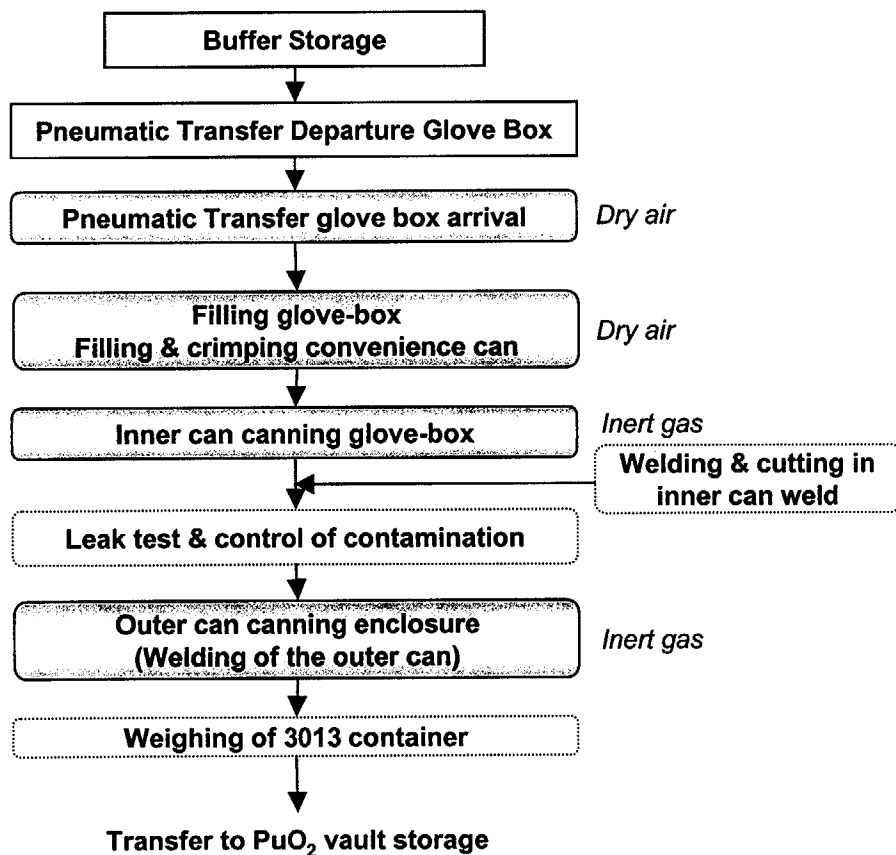 Buffer Storage
Pneumatic Transfer Departure Glove Box
Pneumatic Transfer glove box arrival
Dry air
Filling glove-box
Filling & crimping convenience can
Dry air
Inner can canning glove-box
Inert gas
Welding & cutting in
inner can weld
Leak test & control of contamination
Outer can canning enclosure
(Welding of the outer can)
Inert gas
Weighing of 3013 container
Transfer to PuO₂ vault storage